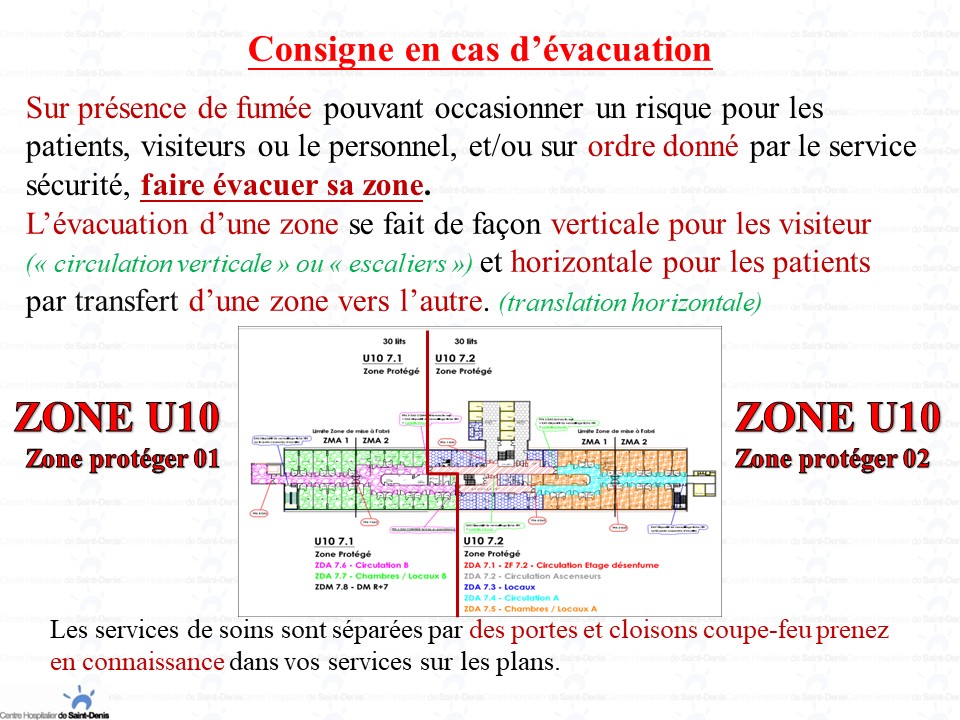 Consigne en cas d’évacuation
Sur présence de fumée pouvant occasionner un risque pour les
patients, visiteurs ou le personnel, et/ou sur ordre donné par le service
sécurité, faire évacuer sa zone.
L’évacuation d’une zone se fait de façon verticale pour les visiteur
(« circulation verticale » ou « escaliers ») et horizontale pour les patients
par transfert d’une zone vers l’autre. (translation horizontale)
30 lits
30 lits
U10 7.1
U10 7.2
Zone Protégé
Zone Protégé
ZONE U10
Zone protéger 01
ZONE U10
Zone protéger 02
Limite Zone de mise à l'abri
ZMA 1
ZMA 2
Limite Zone de mise à l'abri
ZMA 1
ZMA 2
U10 7.1
Zone Protégé
ZDA 7.6 - Circulation B
ZDA 7.7 - Chambres / Locaux B
ZDM 7.8 - DM R+7
U10 7.2
Zone Protégé
ZDA 7.1 - ZF 7.2 - Circulation Etage désenfume
ZDA 7.2 - Circulation Ascenseurs
ZDA 7.3 - Locaux
ZDA 7.4 - Circulation A
ZDA 7.5 - Chambres / Locaux A
Les services de soins sont séparées par des portes et cloisons coupe-feu prenez
en connaissance dans vos services sur les plans.
Centre Hospitalier de Saint-Denis